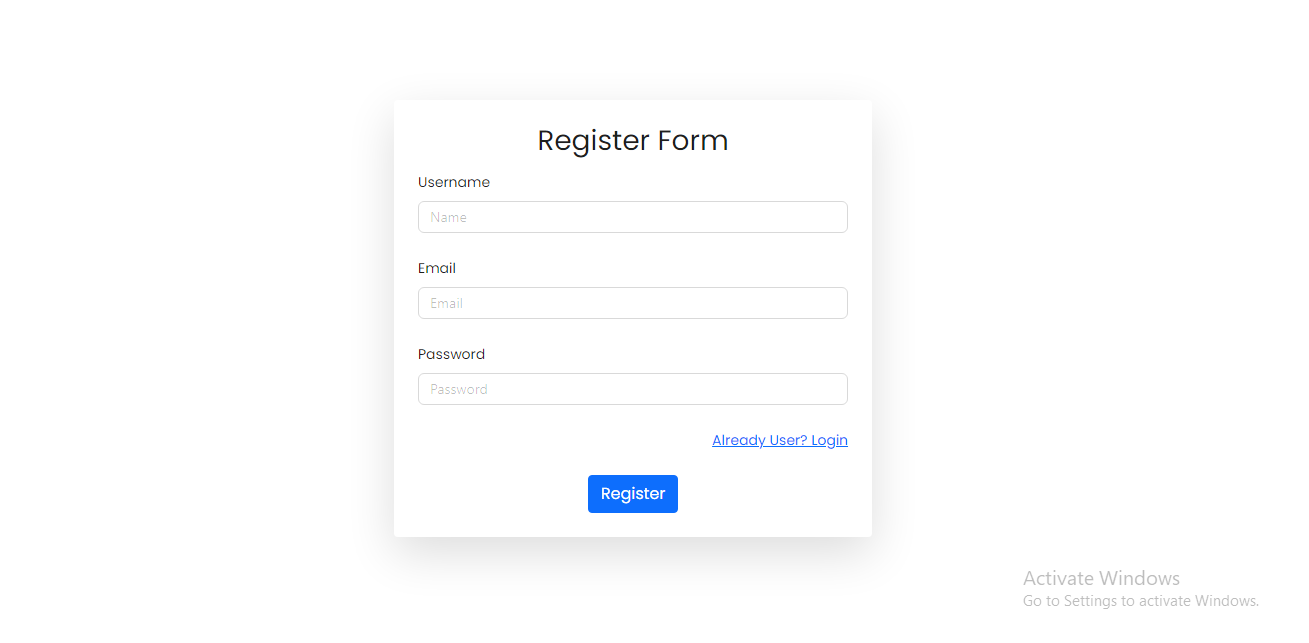 Register Form
Username
Name
Email
Email
Password
Password
Already User? Login
Register
Activate Windows
Go to Settings to activate Windows.